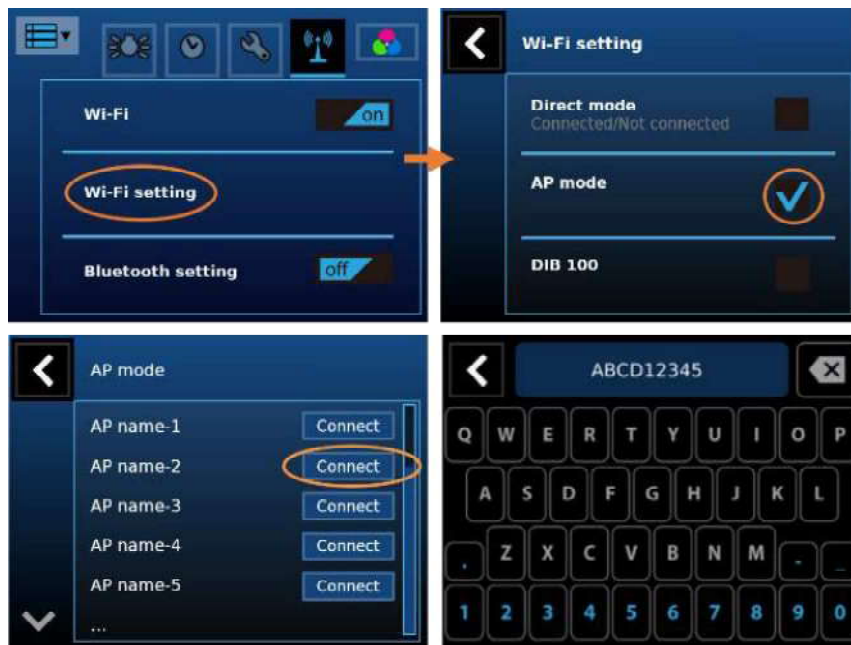 Wi-Fi
on
Wi-Fi setting
Bluetooth setting
off
Wi-Fi setting
Direct mode
Connected/Not connected
AP mode
DIB 100
AP mode
AP name-1 Connect
AP name-2 Connect
AP name-3 Connect
AP name-4 Connect
AP name-5 Connect
...
ABCD12345
Q W E R T Y U I O P
A S D F G H J K L
. Z X C V B N M - _
1 2 3 4 5 6 7 8 9 0